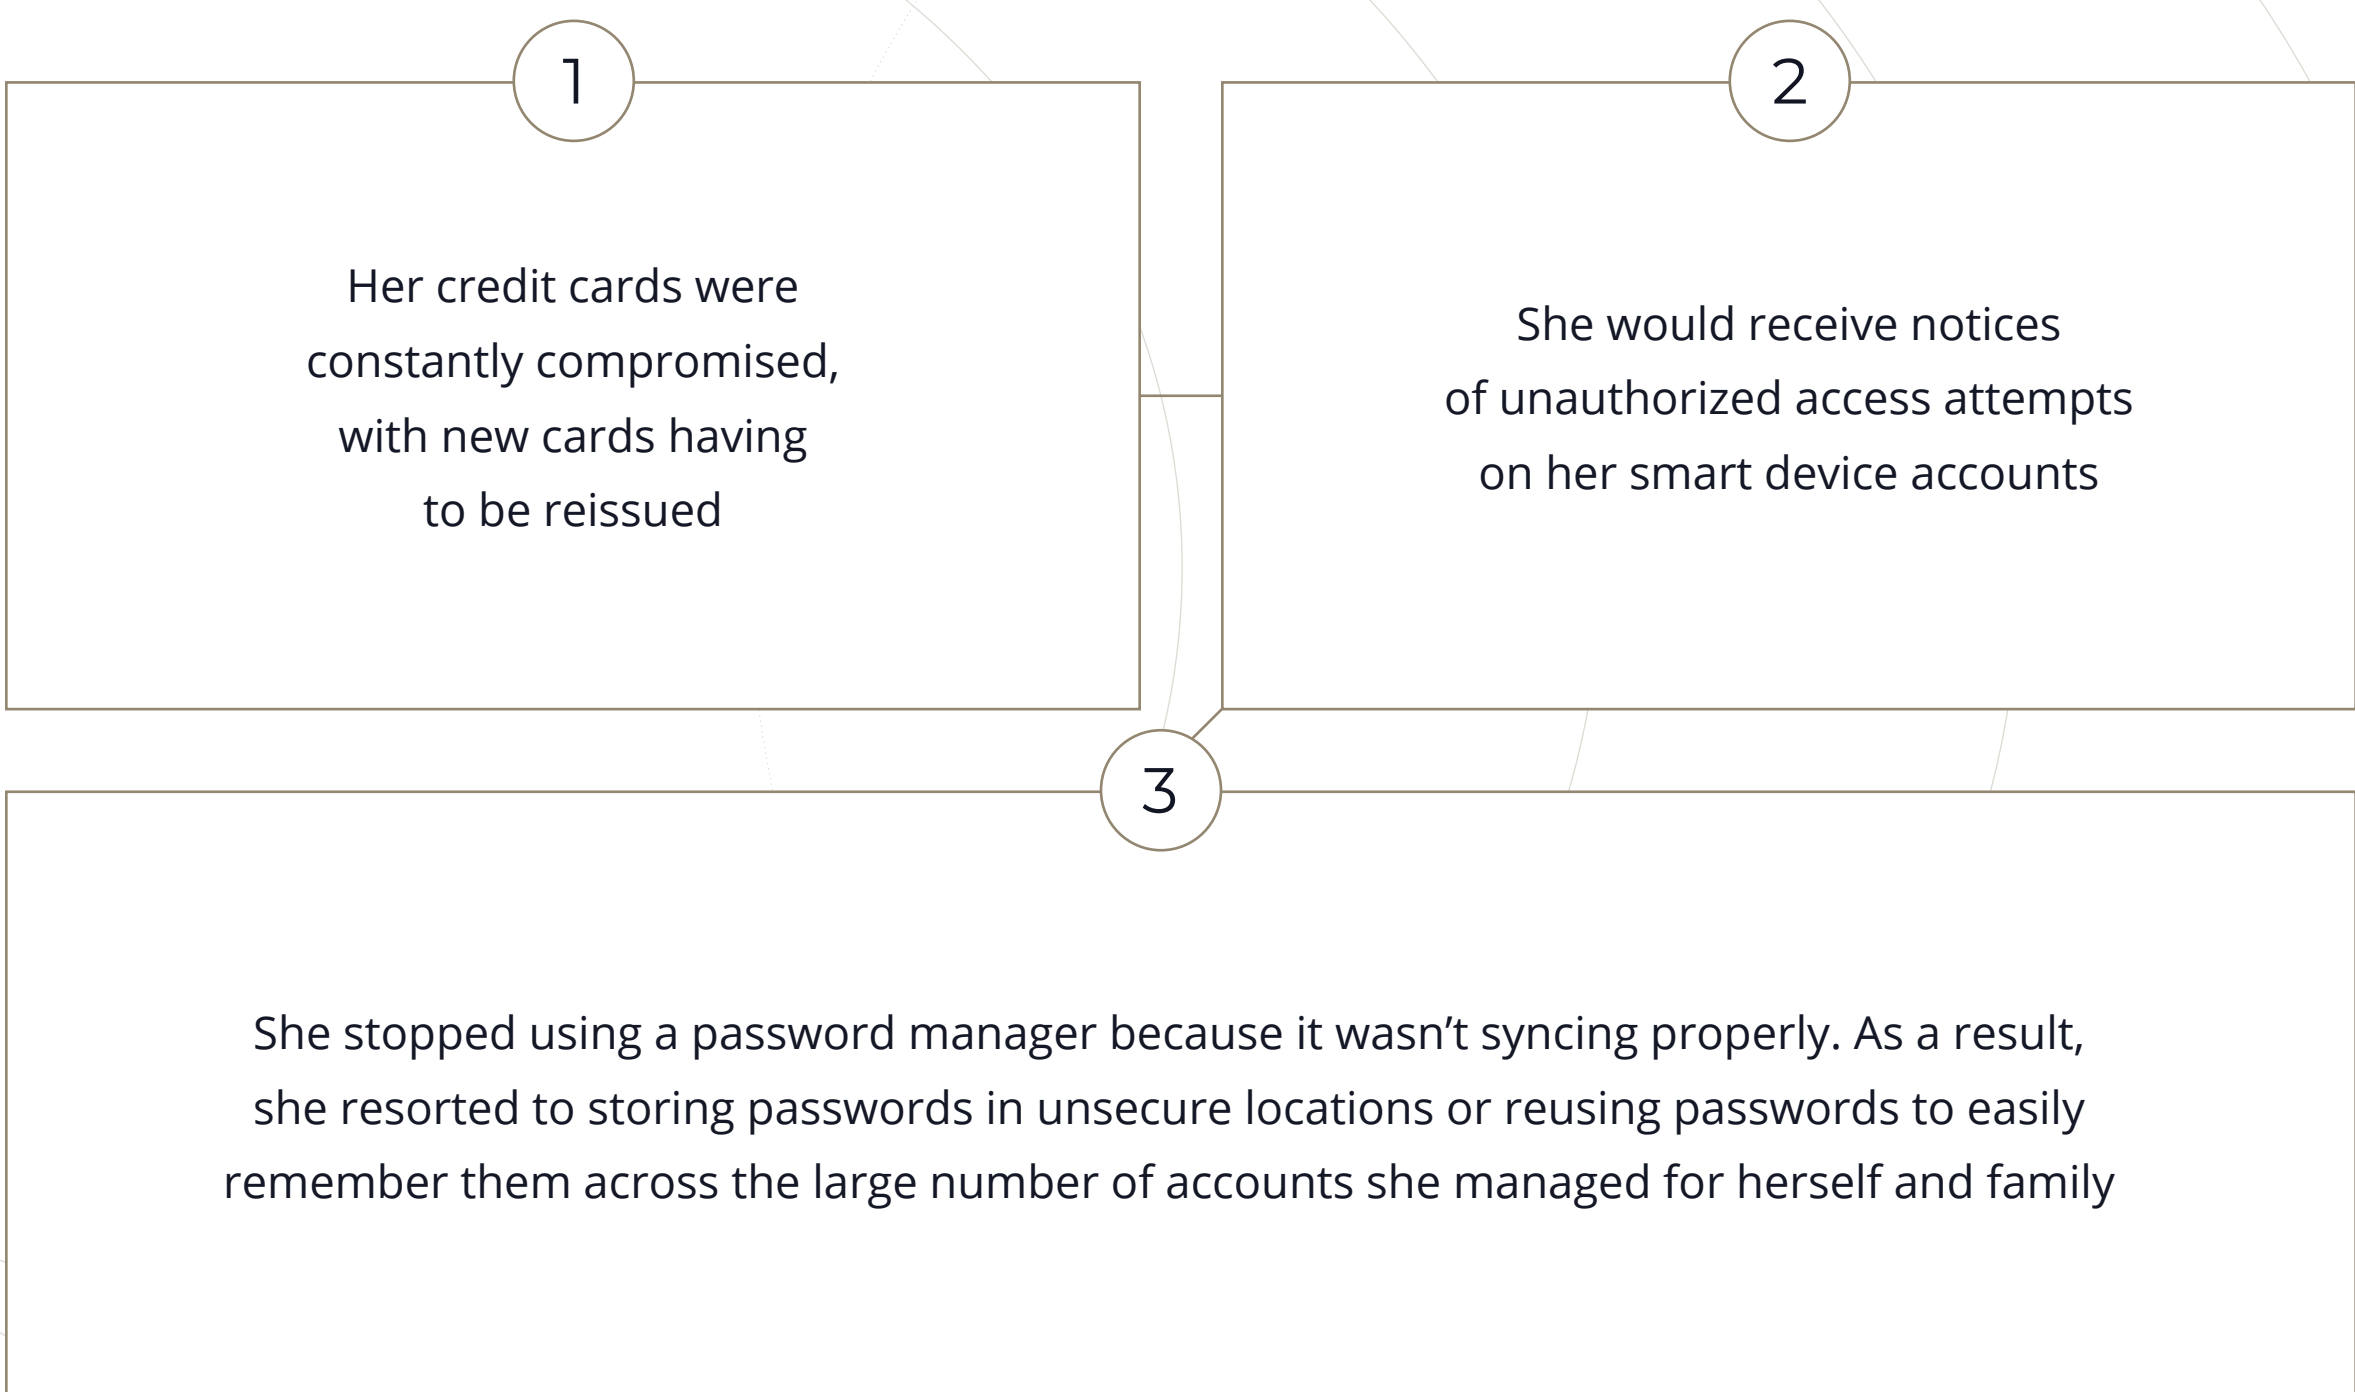 1
Her credit cards were
constantly compromised,
with new cards having
to be reissued
2
She would receive notices
of unauthorized access attempts
on her smart device accounts
3
She stopped using a password manager because it wasn’t syncing properly. As a result,
she resorted to storing passwords in unsecure locations or reusing passwords to easily
remember them across the large number of accounts she managed for herself and family